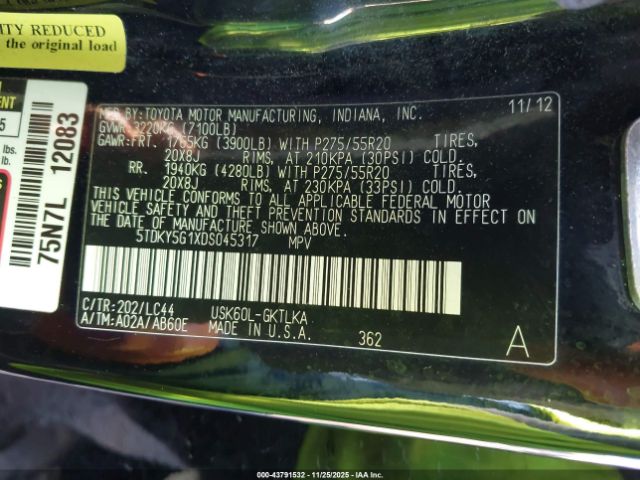 ITY REDUCED
the original load
ENT
5
lbs.
lbs.
75N7L 12083
MFD. BY: TOYOTA MOTOR MANUFACTURING, INDIANA, INC. 11/12
GVWR 3220KG (7100LB)
GAWR:FRT. 1765KG (3900LB) WITH P275/55R20 TIRES,
20X8J RIMS, AT 210KPA (30PSI) COLD.
RR. 1940KG (4280LB) WITH P275/55R20 TIRES,
20X8J RIMS, AT 230KPA (33PSI) COLD.
THIS VEHICLE CONFORMS TO ALL APPLICABLE FEDERAL MOTOR
VEHICLE SAFETY AND THEFT PREVENTION STANDARDS IN EFFECT ON
THE DATE OF MANUFACTURE SHOWN ABOVE.
5TDKY5G1XDS045317 MPV
C/TR:202/LC44 USK60L-GKTLKA
A/TM:A02A/AB60E MADE IN U.S.A. 362 A
000-43791532 - 11/25/2025 - IAA Inc.